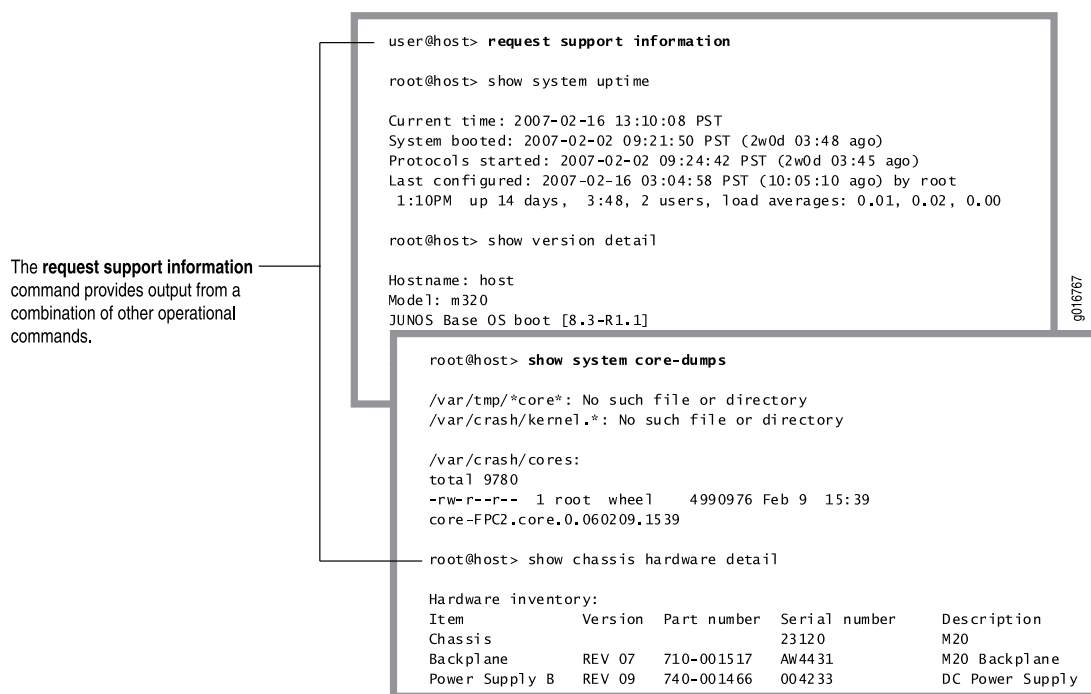 user@host> request support information
root@host> show system uptime
Current time: 2007-02-16 13:10:08 PST
System booted: 2007-02-02 09:21:50 PST (2w0d 03:48 ago)
Protocols started: 2007-02-02 09:24:42 PST (2w0d 03:45 ago)
Last configured: 2007-02-16 03:04:58 PST (10:05:10 ago) by root
1:10PM up 14 days, 3:48, 2 users, load averages: 0.01, 0.02, 0.00
root@host> show version detail
Hostname: host
Model: m320
JUNOS Base OS boot [8.3-R1.1]
The request support information
command provides output from a
combination of other operational
commands.
g016767
root@host> show system core-dumps
/var/tmp/*core*: No such file or directory
/var/crash/kernel.*: No such file or directory
/var/crash/cores:
total 9780
-rw-r--r-- 1 root wheel 4990976 Feb 9 15:39
core-FPC2.core.0.060209.1539
root@host> show chassis hardware detail
Hardware inventory:
Item Version Part number Serial number Description
Chassis 23120 M20
Backplane REV 07 710-001517 AW4431 M20 Backplane
Power Supply B REV 09 740-001466 004233 DC Power Supply